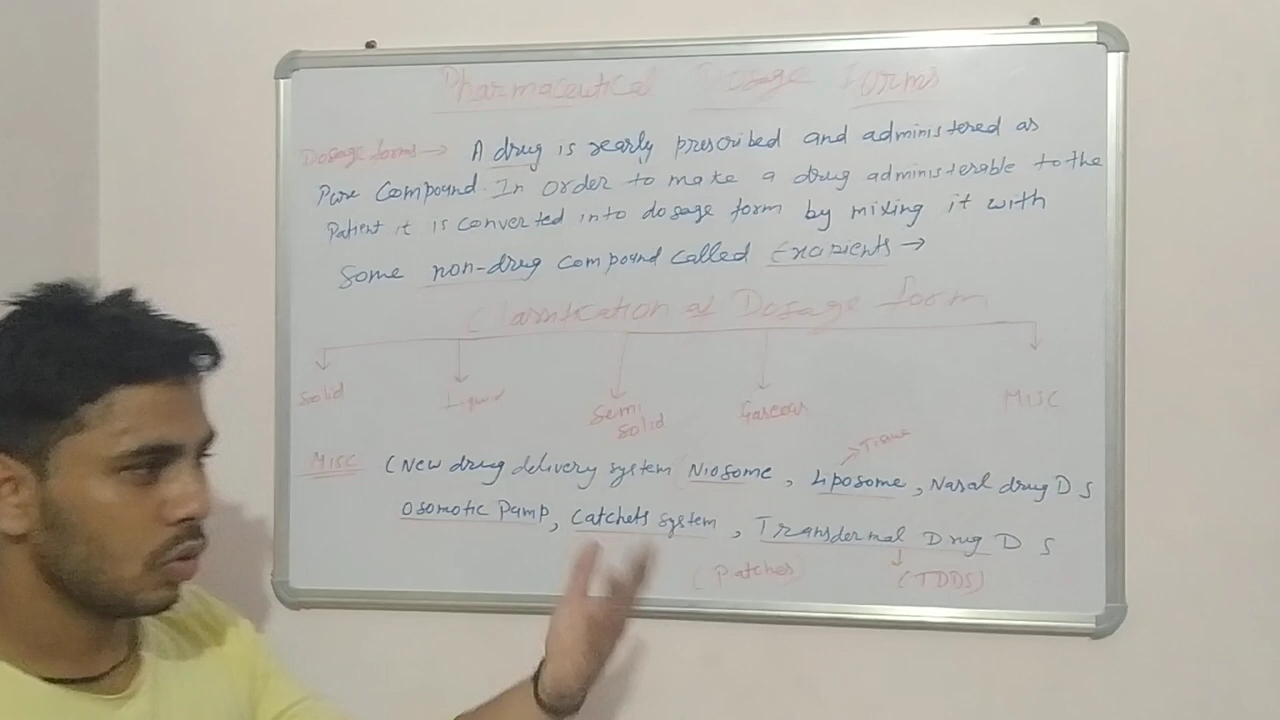 Pharmaceutical Dosage Forms
Dosage forms → A drug is rearly prescribed and administered as
Pure Compound. In order to make a drug administerable to the
Patient it is converted into dosage form by mixing it with
Some non-drug compound called Excipients →
Classification of Dosage form
Solid Liquid Semi Solid Gaseous MISC
Tissue
MISC (New drug delivery system Niosome, Liposome, Nasal drug D S
Osomotic Pump, Catchets system, Transdermal Drug D S
(Patches) (TDDS)